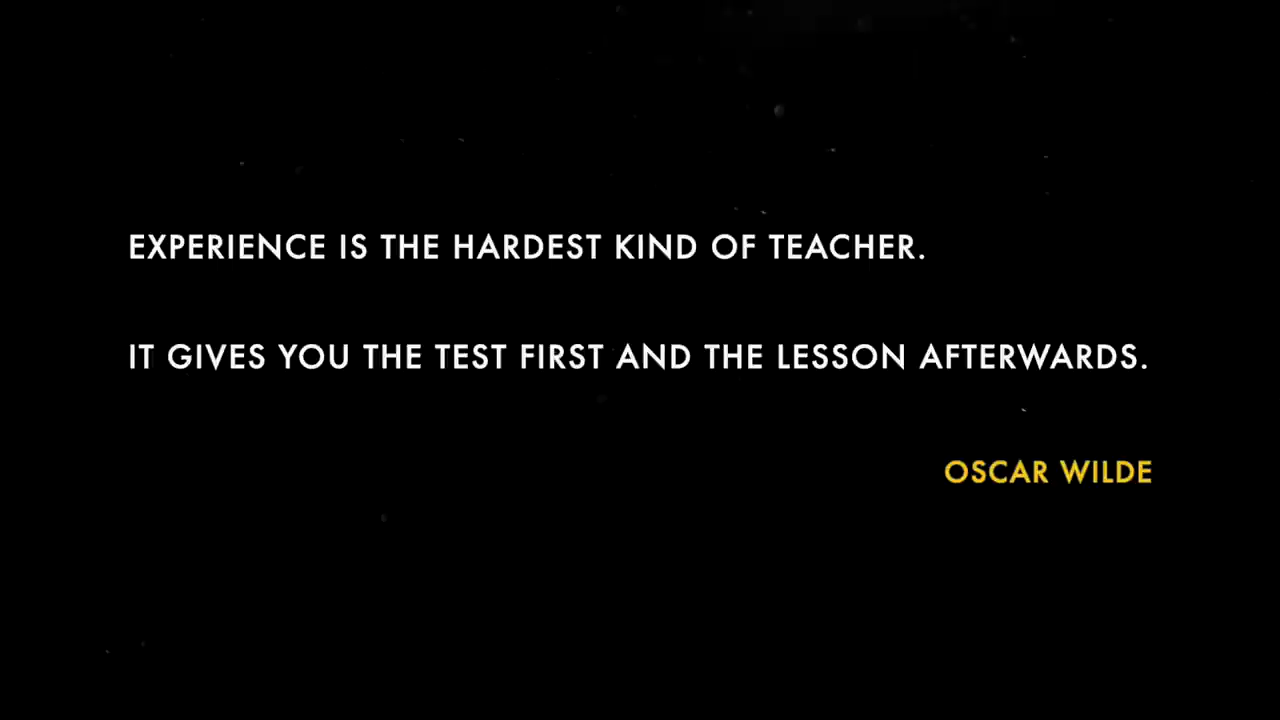 EXPERIENCE IS THE HARDEST KIND OF TEACHER.
IT GIVES YOU THE TEST FIRST AND THE LESSON AFTERWARDS.
OSCAR WILDE